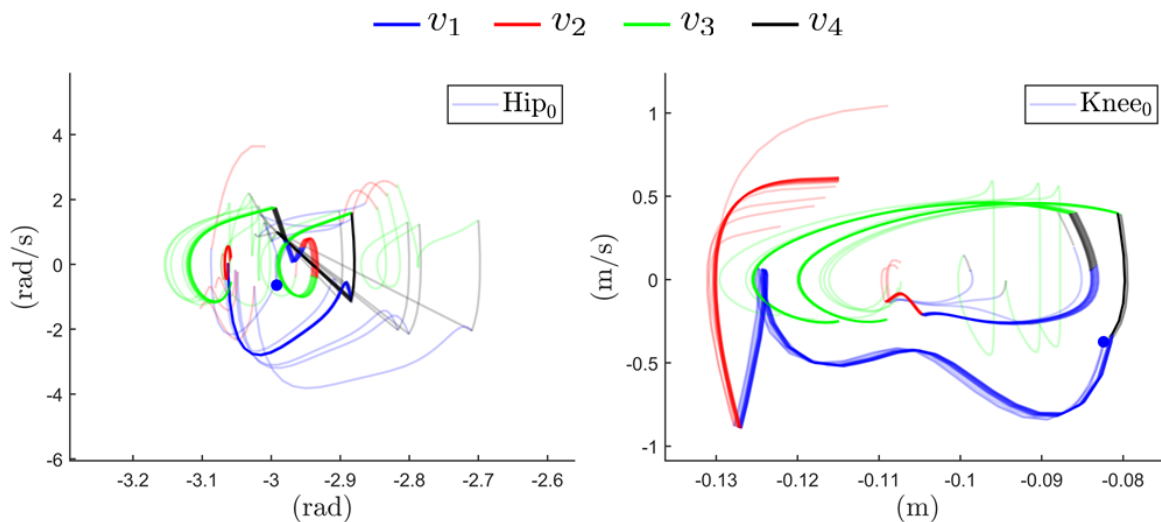 v₁ v₂ v₃ v₄
Hip₀
4
2
0
-2
-4
-6
(rad/s)
-3.2 -3.1 -3 -2.9 -2.8 -2.7 -2.6
(rad)
Knee₀
1
0.5
0
-0.5
-1
(m/s)
-0.13 -0.12 -0.11 -0.1 -0.09 -0.08
(m)